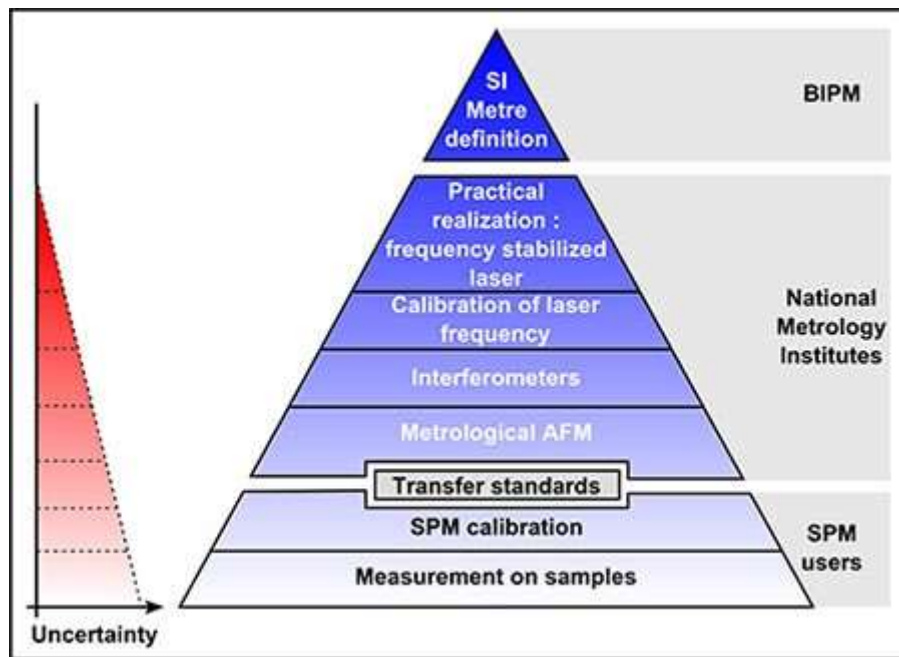 SI
Metre
definition
BIPM
Practical
realization :
frequency stabilized
laser
Calibration of laser
frequency
Interferometers
Metrological AFM
National
Metrology
Institutes
Transfer standards
SPM calibration
Measurement on samples
SPM
users
Uncertainty